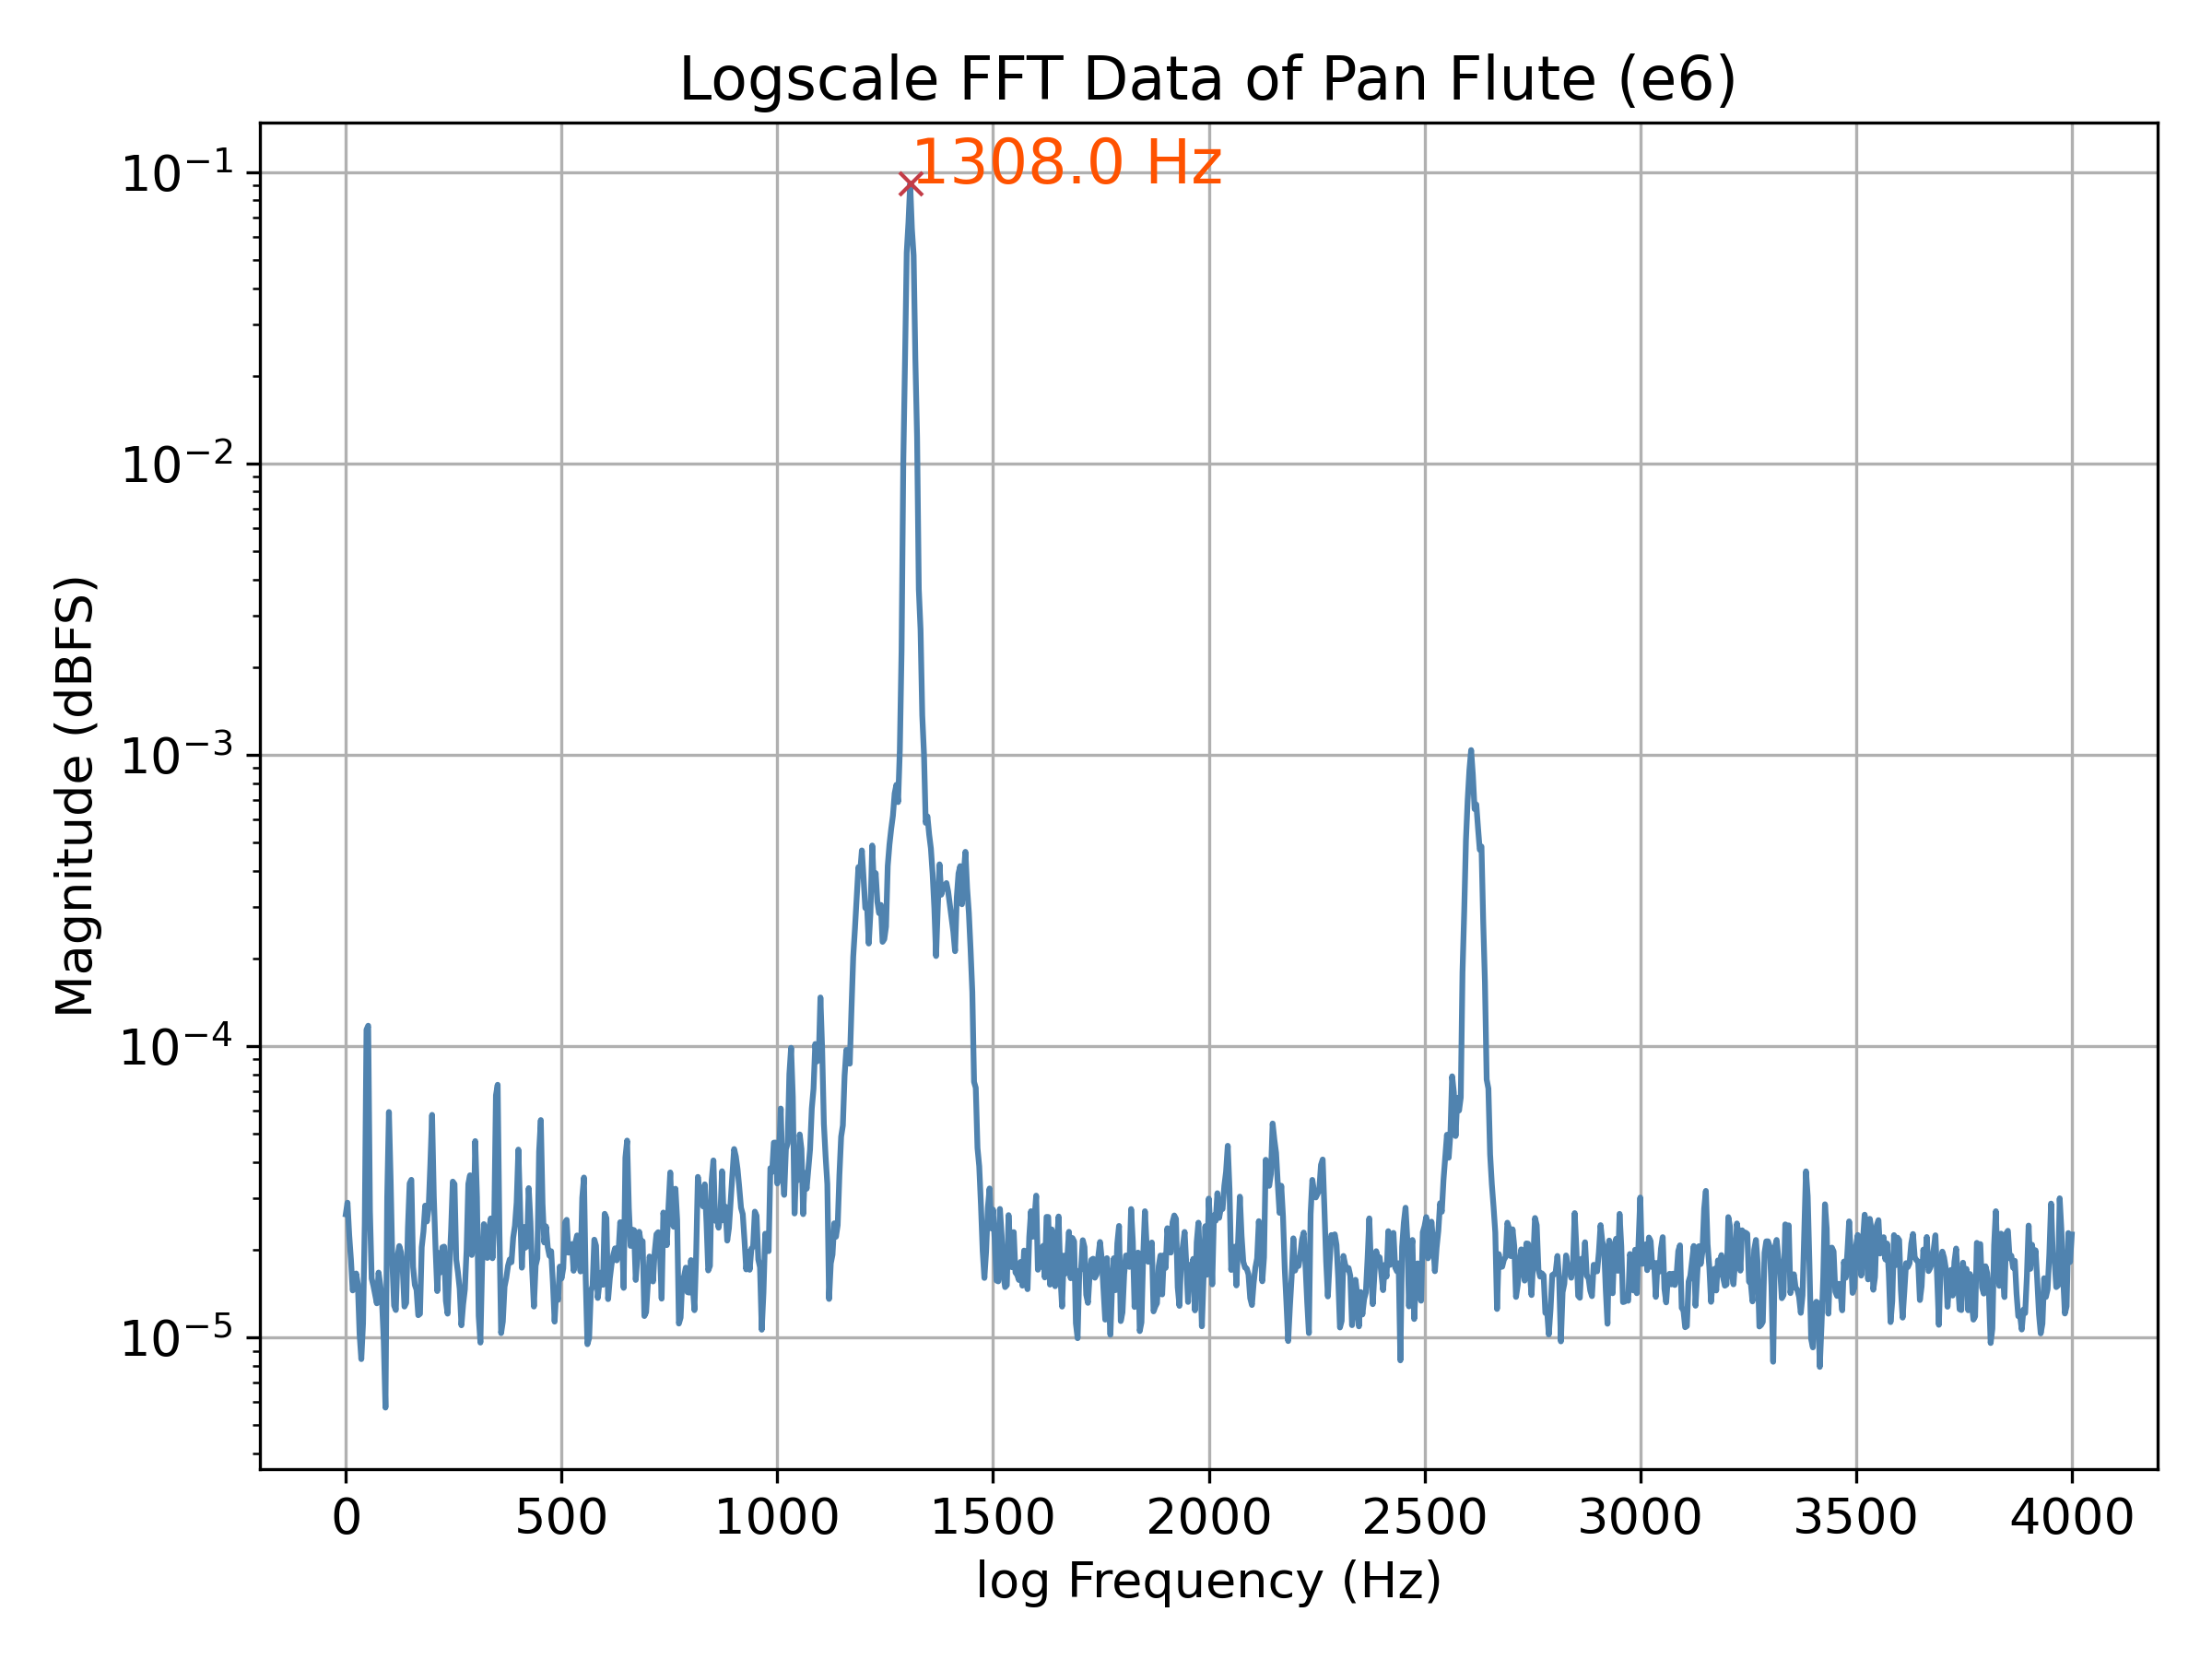 Logscale FFT Data of Pan Flute (e6)
1308.0 Hz
10⁻¹
10⁻²
10⁻³
10⁻⁴
10⁻⁵
Magnitude (dBFS)
0 500 1000 1500 2000 2500 3000 3500 4000
log Frequency (Hz)